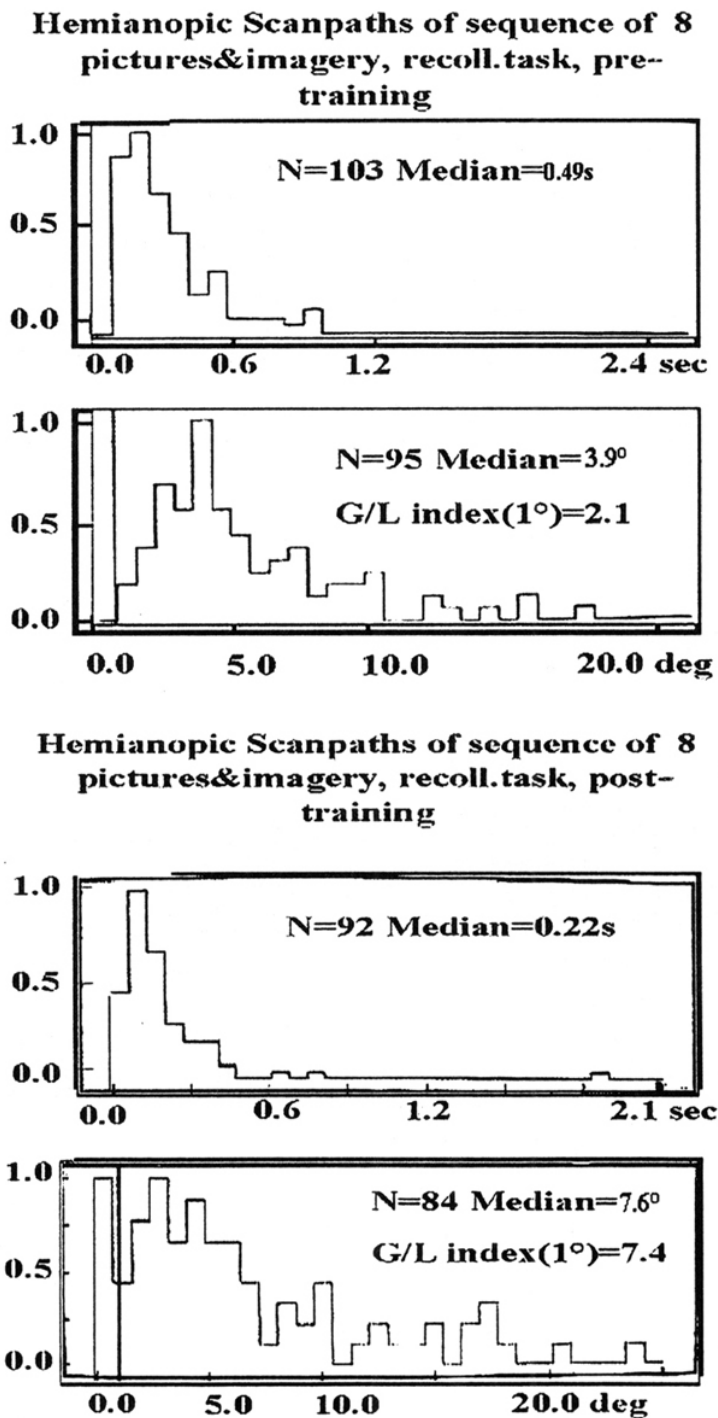 Hemianopic Scanpaths of sequence of 8
pictures&imagery, recoll.task, pre-
training
1.0
N=103 Median=0.49s
0.5
0.0
0.0 0.6 1.2 2.4 sec
1.0
N=95 Median=3.9°
G/L index(1°)=2.1
0.5
0.0
0.0 5.0 10.0 20.0 deg
Hemianopic Scanpaths of sequence of 8
pictures&imagery, recoll.task, post-
training
1.0
N=92 Median=0.22s
0.5
0.0
0.0 0.6 1.2 2.1 sec
1.0
N=84 Median=7.6°
G/L index(1°)=7.4
0.5
0.0
0.0 5.0 10.0 20.0 deg